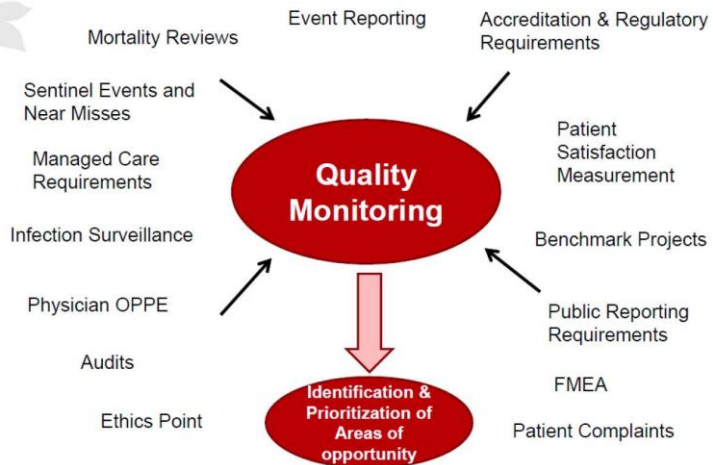 Event Reporting
Mortality Reviews
Accreditation & Regulatory
Requirements
Sentinel Events and
Near Misses
Patient
Satisfaction
Measurement
Managed Care
Requirements
Quality
Monitoring
Infection Surveillance
Benchmark Projects
Physician OPPE
Public Reporting
Requirements
Audits
FMEA
Identification &
Prioritization of
Areas of
opportunity
Ethics Point
Patient Complaints